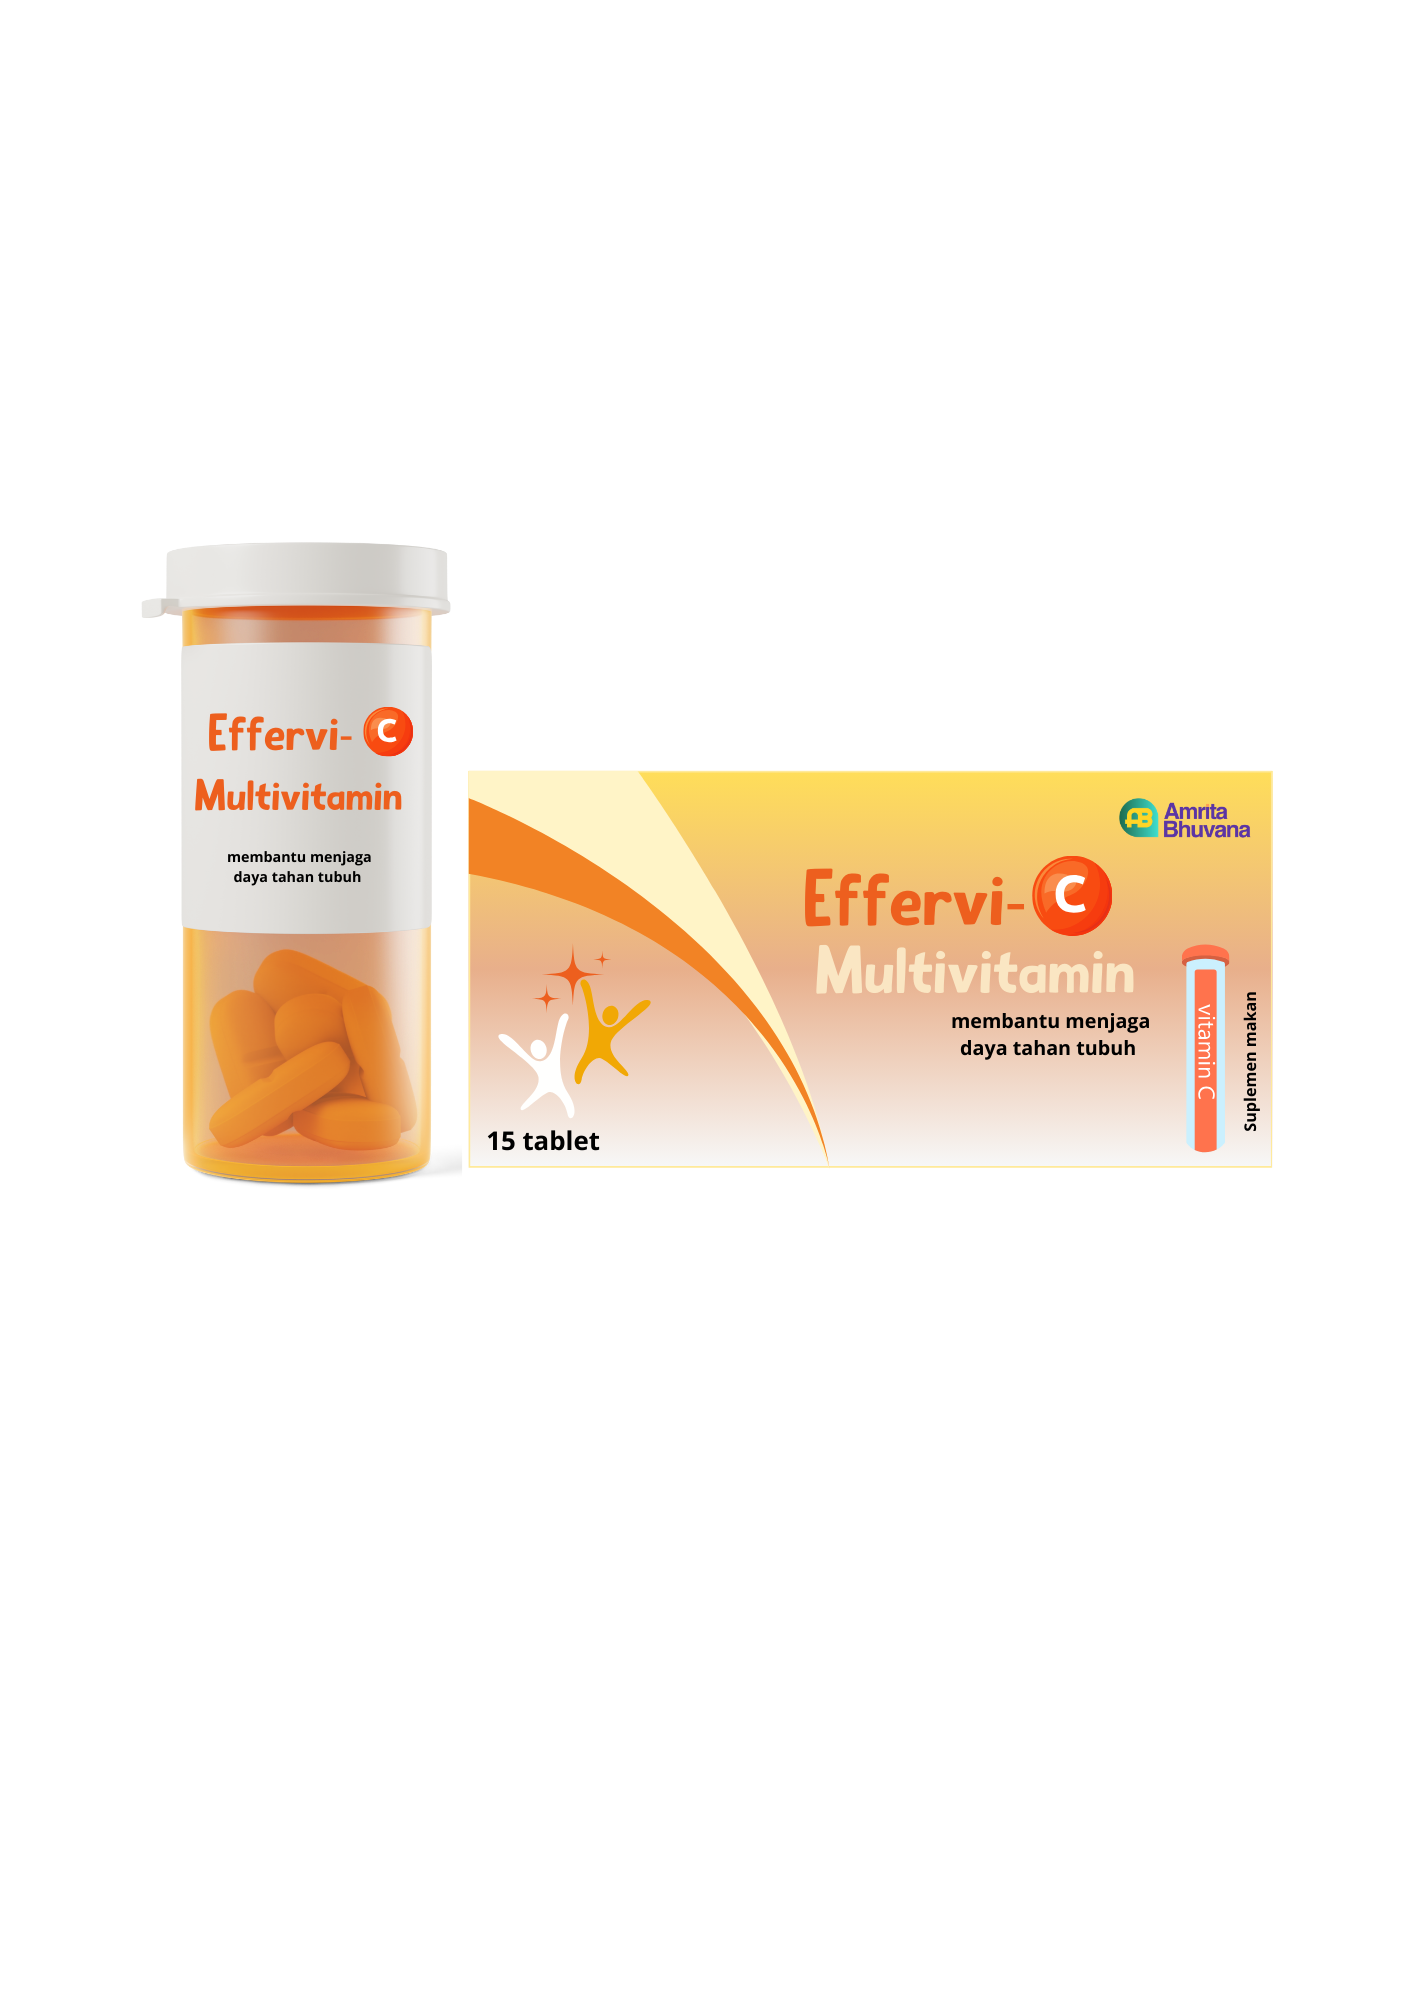 Effervi- C
Multivitamin
membantu menjaga
daya tahan tubuh
AB Amrita
Bhuvana
Effervi- C
Multivitamin
membantu menjaga
daya tahan tubuh
vitamin C
Suplemen makan
15 tablet